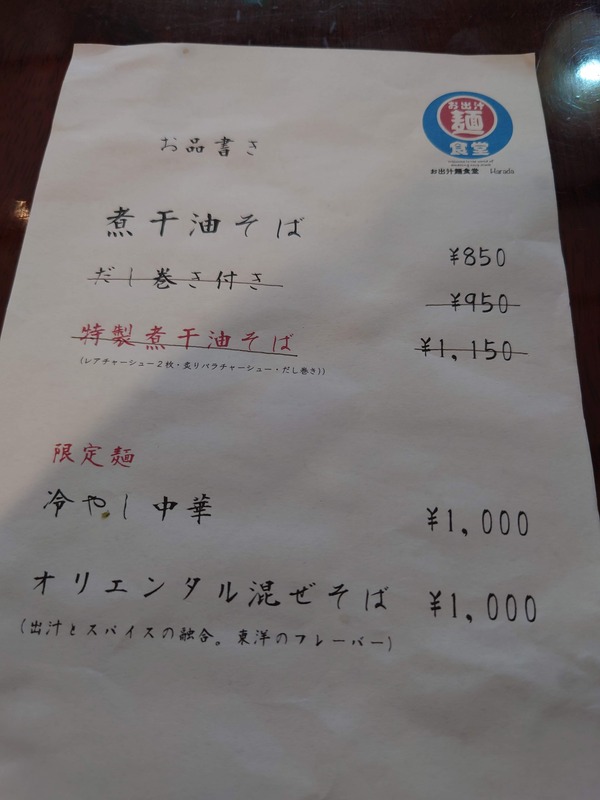 お出汁
麺
食堂
お出汁麺食堂 Harada
お品書き
煮干油そば ¥850
だし巻き付き ¥950
特製煮干油そば ¥1,150
(レアチャーシュー2枚・炙りバラチャーシュー・だし巻き))
限定麺
冷やし中華 ¥1,000
オリエンタル混ぜそば ¥1,000
(出汁とスパイスの融合。東洋のフレーバー)